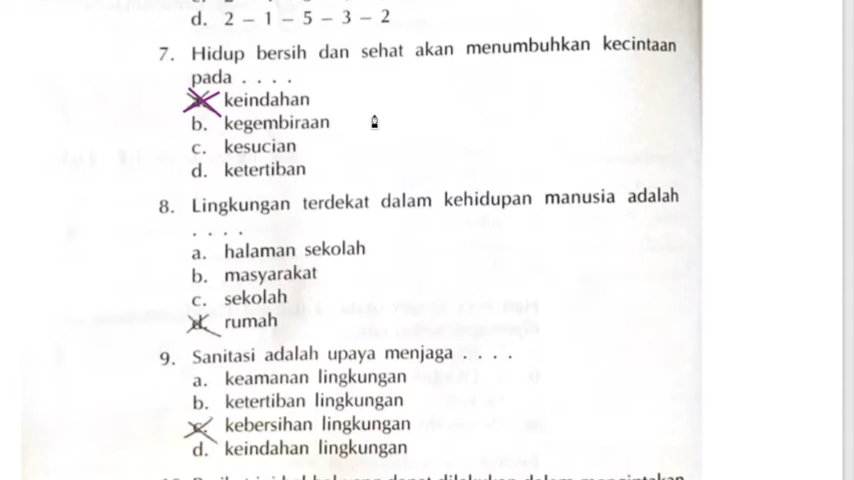 d. 2 – 1 – 5 – 3 – 2
7. Hidup bersih dan sehat akan menumbuhkan kecintaan
pada . . . .
keindahan
b. kegembiraan
c. kesucian
d. ketertiban
8. Lingkungan terdekat dalam kehidupan manusia adalah
. . . .
a. halaman sekolah
b. masyarakat
c. sekolah
d. rumah
9. Sanitasi adalah upaya menjaga . . . .
a. keamanan lingkungan
b. ketertiban lingkungan
c. kebersihan lingkungan
d. keindahan lingkungan